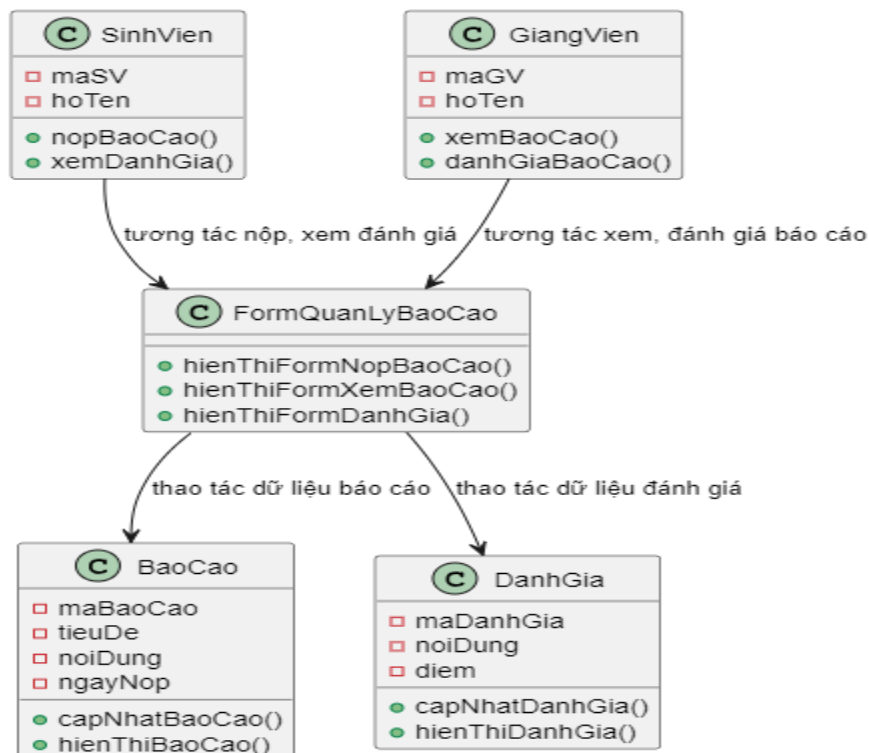 C SinhVien
maSV
hoTen
nopBaoCao()
xemDanhGia()
C GiangVien
maGV
hoTen
xemBaoCao()
danhGiaBaoCao()
tương tác nộp, xem đánh giá
tương tác xem, đánh giá báo cáo
C FormQuanLyBaoCao
hienThiFormNopBaoCao()
hienThiFormXemBaoCao()
hienThiFormDanhGia()
thao tác dữ liệu báo cáo
thao tác dữ liệu đánh giá
C BaoCao
maBaoCao
tieuDe
noiDung
ngayNop
capNhatBaoCao()
hienThiBaoCao()
C DanhGia
maDanhGia
noiDung
diem
capNhatDanhGia()
hienThiDanhGia()